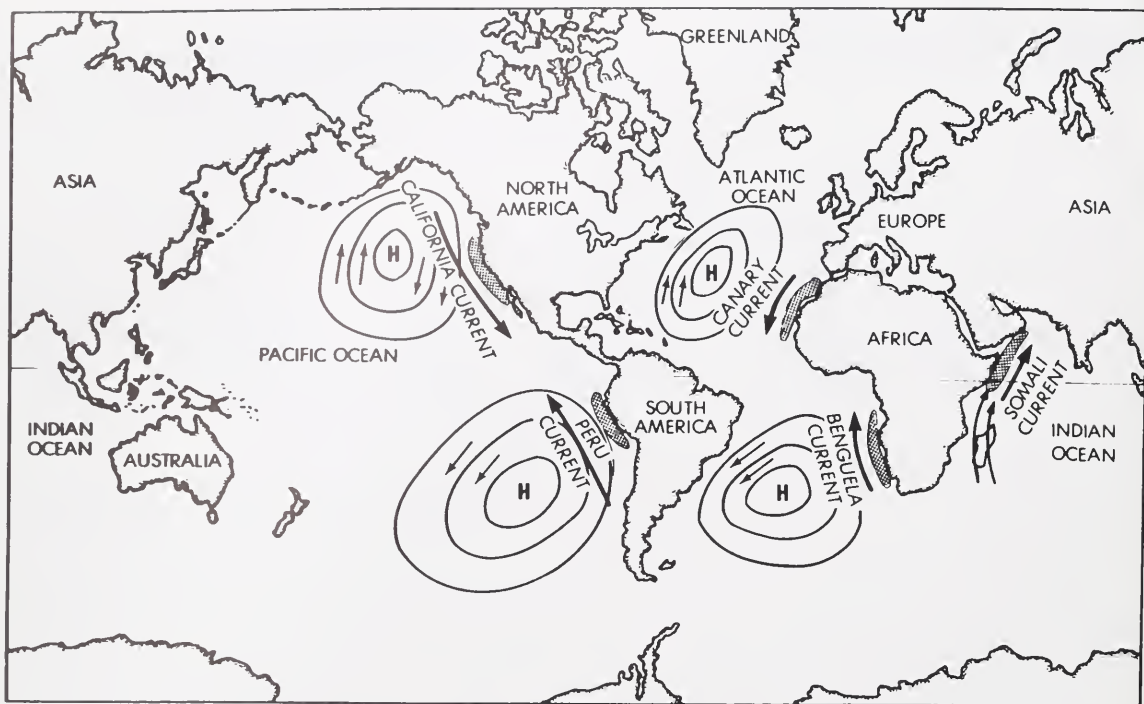 GREENLAND
ASIA
NORTH
AMERICA
ATLANTIC
OCEAN
EUROPE
ASIA
CALIFORNIA CURRENT
H
H
CANARY
CURRENT
AFRICA
PACIFIC OCEAN
SOMALI
CURRENT
INDIAN
OCEAN
AUSTRALIA
PERU
CURRENT
SOUTH
AMERICA
BENGUELA
CURRENT
INDIAN
OCEAN
H
H